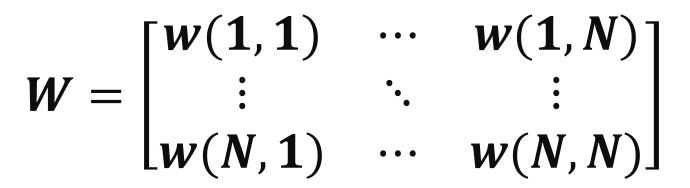 w(1,1) ⋯ w(1,N)
W = ⋮ ⋱ ⋮
w(N,1) ⋯ w(N,N)